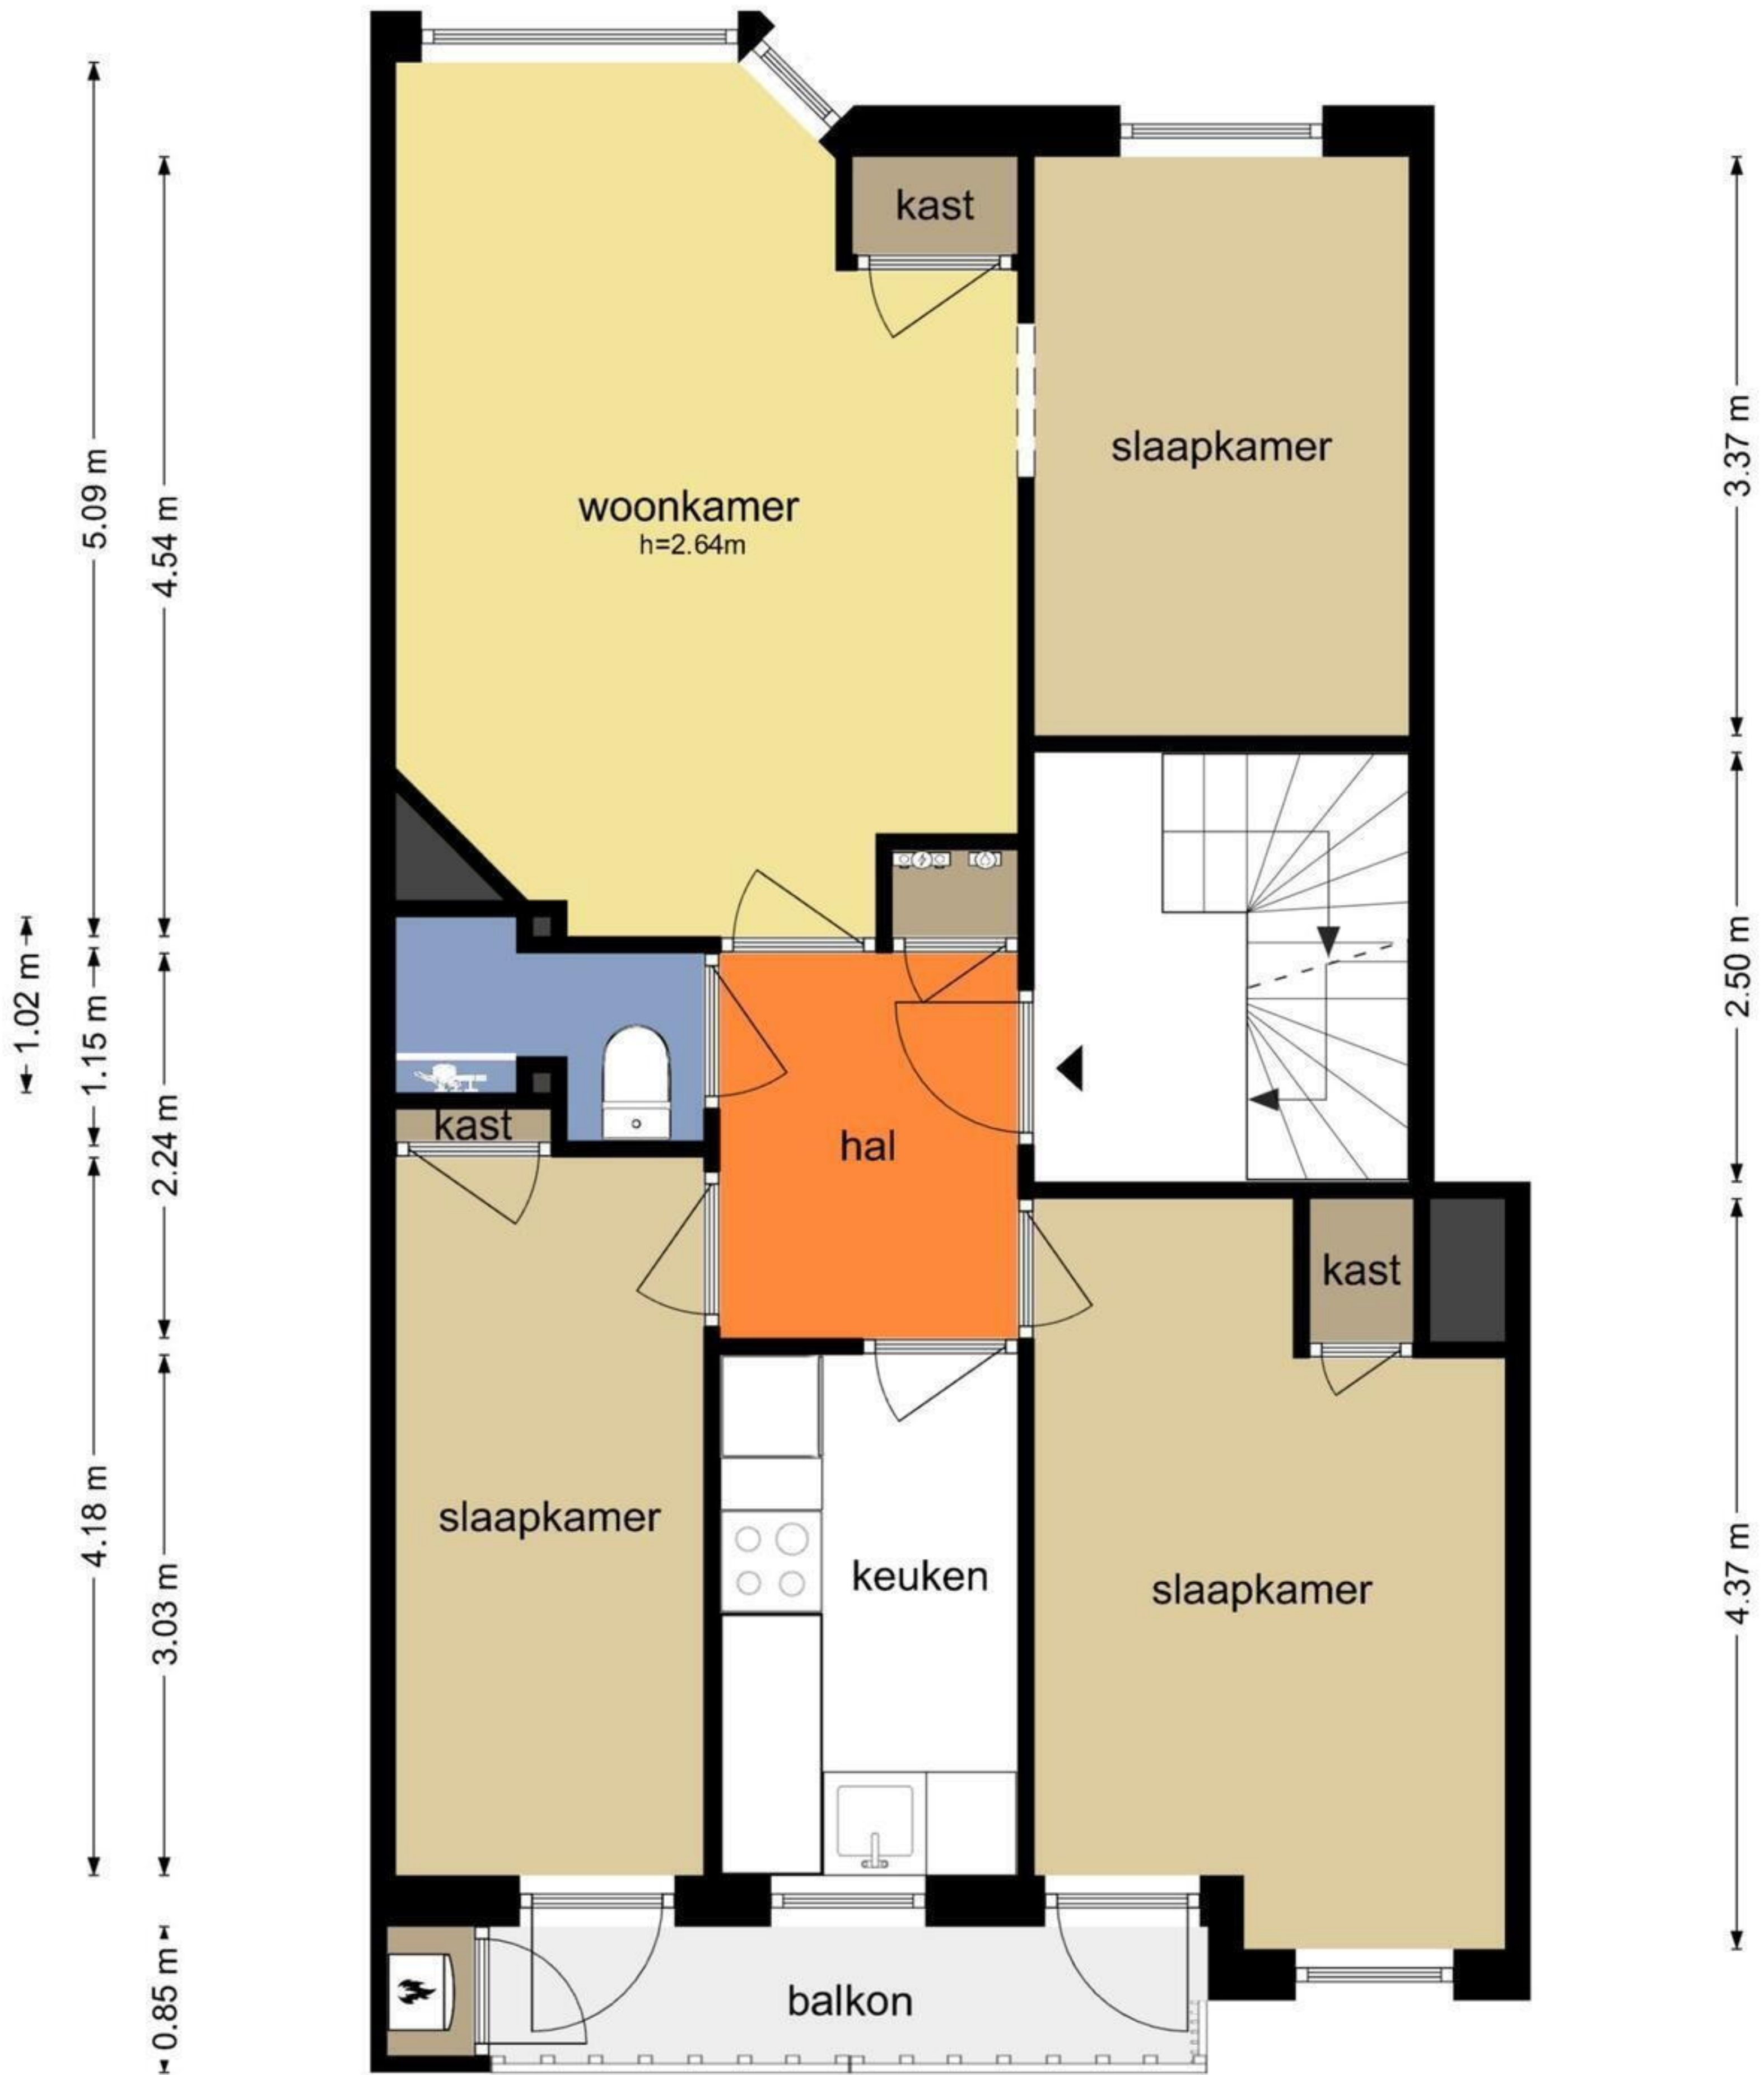 kast
slaapkamer
woonkamer
h=2.64m
kast
hal
kast
slaapkamer
keuken
slaapkamer
balkon
5.09 m
4.54 m
1.02 m
1.15 m
2.24 m
4.18 m
3.03 m
0.85 m
3.37 m
2.50 m
4.37 m